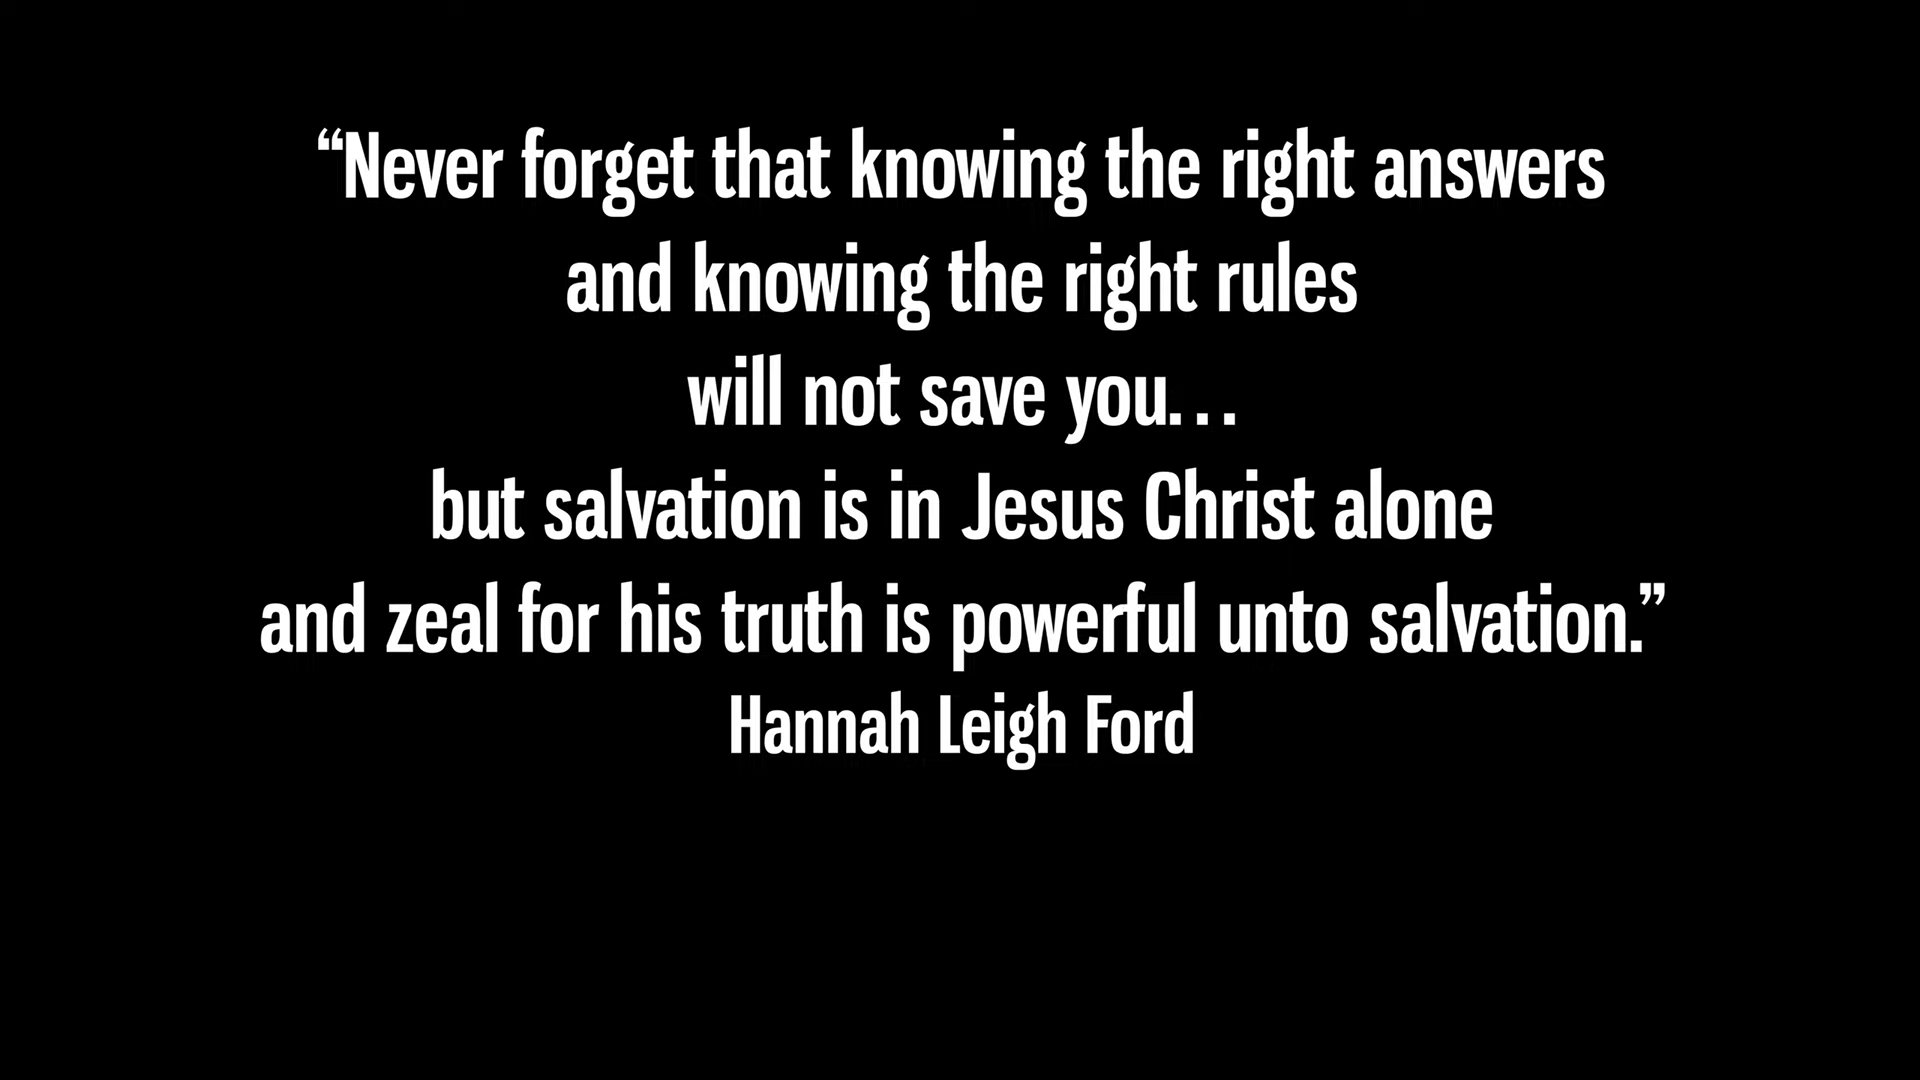 “Never forget that knowing the right answers
and knowing the right rules
will not save you…
but salvation is in Jesus Christ alone
and zeal for his truth is powerful unto salvation.”
Hannah Leigh Ford